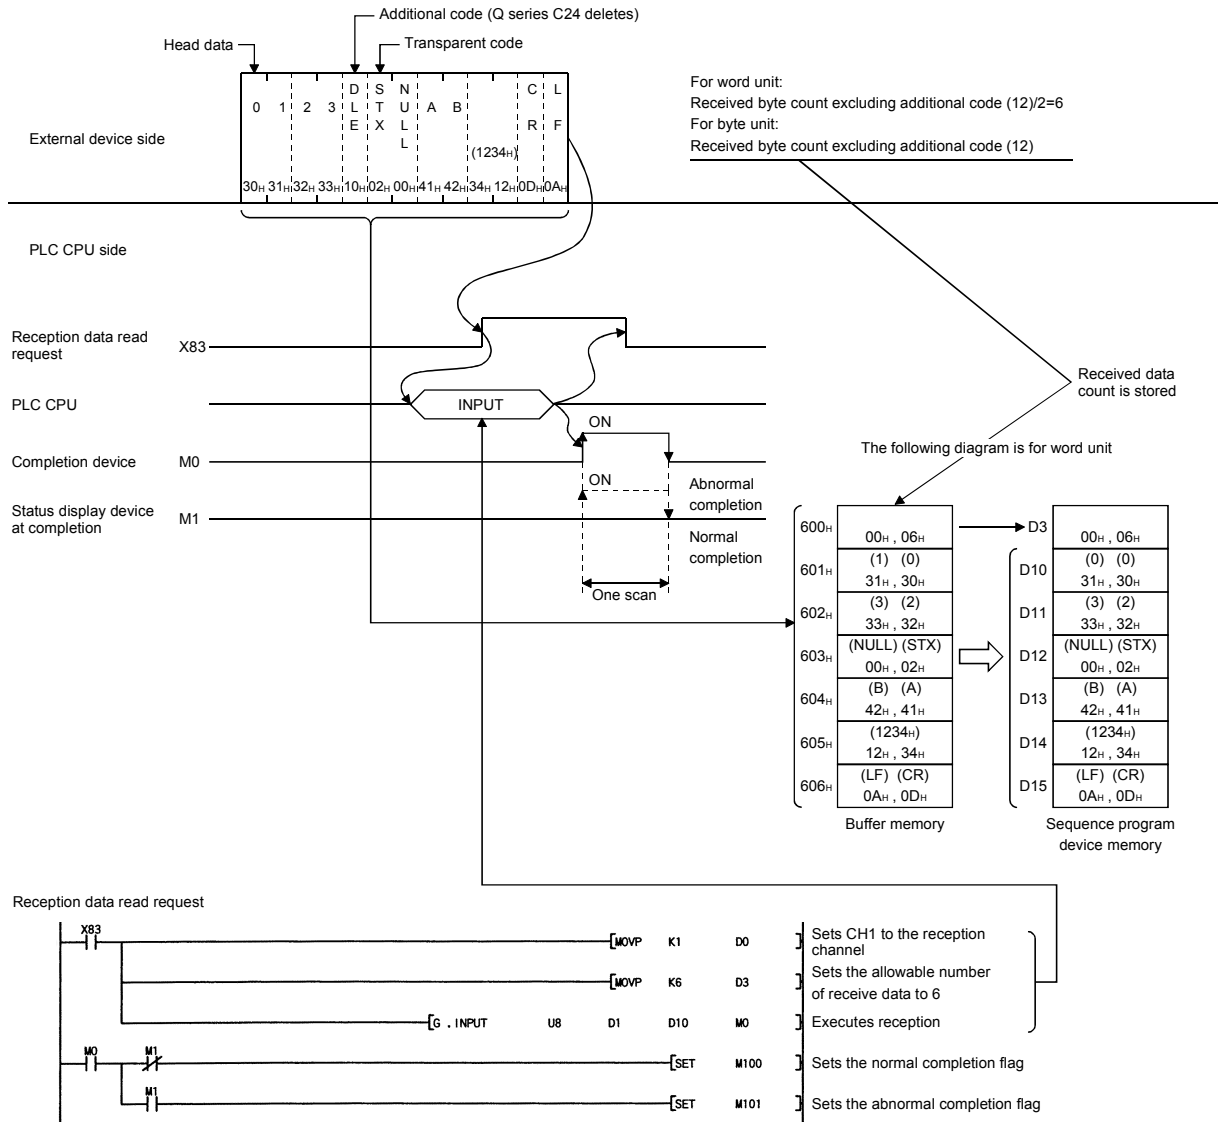 Additional code (Q series C24 deletes)
Head data
Transparent code
External device side
0 1 2 3 DLE STX NULL A B (1234H) CR LF
30H 31H 32H 33H 10H 02H 00H 41H 42H 34H 12H 0DH 0AH
For word unit:
Received byte count excluding additional code (12)/2=6
For byte unit:
Received byte count excluding additional code (12)
PLC CPU side
Reception data read
request
X83
PLC CPU
INPUT
Completion device
M0
ON
ON
Status display device
at completion
M1
Abnormal
completion
Normal
completion
One scan
Received data
count is stored
The following diagram is for word unit
600H
00H , 06H
D3
00H , 06H
601H
(1) (0)
31H , 30H
D10
(0) (0)
31H , 30H
602H
(3) (2)
33H , 32H
D11
(3) (2)
33H , 32H
603H
(NULL) (STX)
00H , 02H
D12
(NULL) (STX)
00H , 02H
604H
(B) (A)
42H , 41H
D13
(B) (A)
42H , 41H
605H
(1234H)
12H , 34H
D14
(1234H)
12H , 34H
606H
(LF) (CR)
0AH , 0DH
D15
(LF) (CR)
0AH , 0DH
Buffer memory
Sequence program
device memory
Reception data read request
X83
MOVP K1 D0
Sets CH1 to the reception
channel
MOVP K6 D3
Sets the allowable number
of receive data to 6
G .INPUT U8 D1 D10 M0
Executes reception
M0 M1
SET M100
Sets the normal completion flag
M1
SET M101
Sets the abnormal completion flag